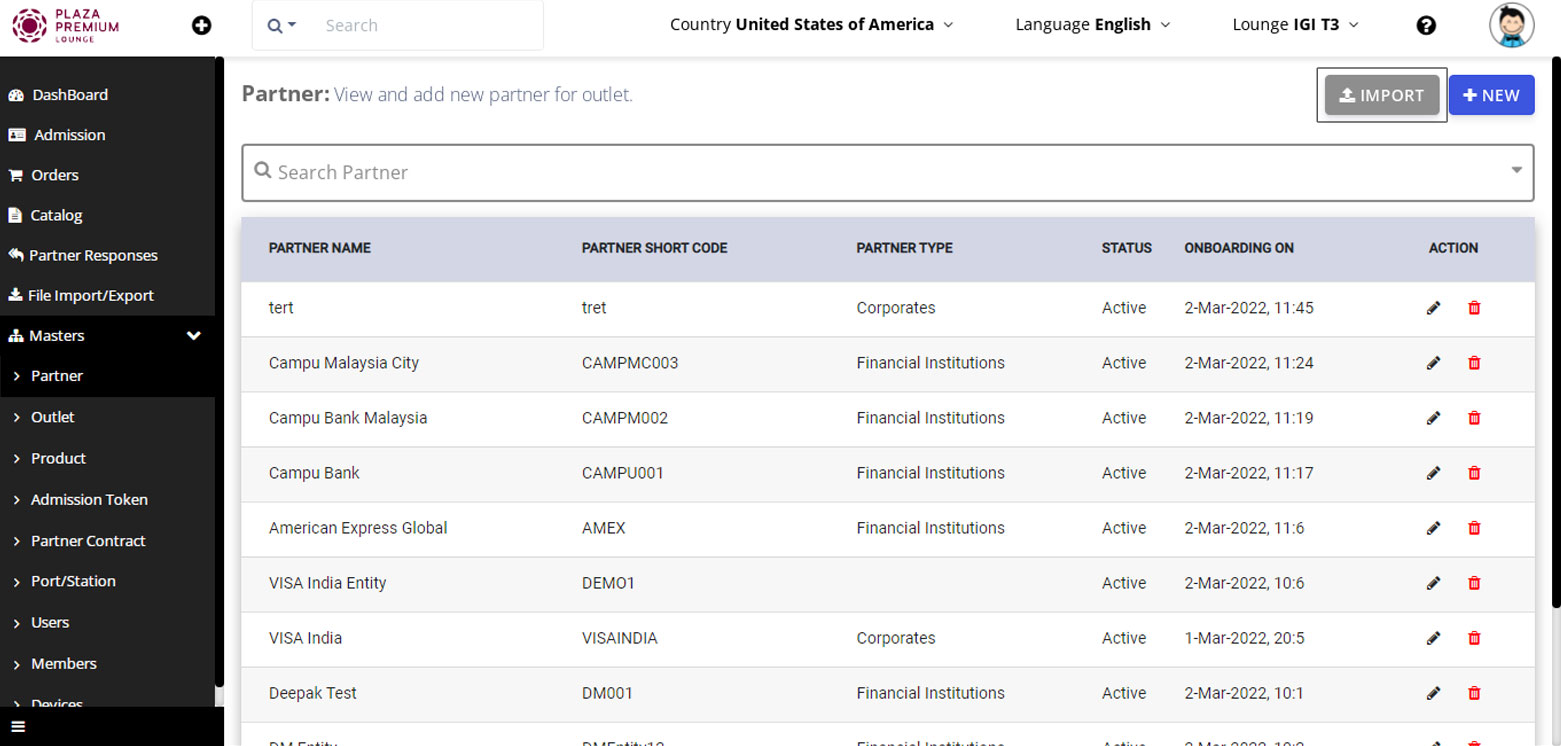 PLAZA
PREMIUM
LOUNGE
Search
Country United States of America
Language English
Lounge IGI T3
DashBoard
Admission
Orders
Catalog
Partner Responses
File Import/Export
Masters
Partner
Outlet
Product
Admission Token
Partner Contract
Port/Station
Users
Members
Devices
Partner: View and add new partner for outlet.
IMPORT
NEW
Search Partner
PARTNER NAME PARTNER SHORT CODE PARTNER TYPE STATUS ONBOARDING ON ACTION
tert tret Corporates Active 2-Mar-2022, 11:45
Campu Malaysia City CAMPMC003 Financial Institutions Active 2-Mar-2022, 11:24
Campu Bank Malaysia CAMPM002 Financial Institutions Active 2-Mar-2022, 11:19
Campu Bank CAMPU001 Financial Institutions Active 2-Mar-2022, 11:17
American Express Global AMEX Financial Institutions Active 2-Mar-2022, 11:6
VISA India Entity DEMO1 Active 2-Mar-2022, 10:6
VISA India VISAINDIA Corporates Active 1-Mar-2022, 20:5
Deepak Test DM001 Financial Institutions Active 2-Mar-2022, 10:1
DM Entity Financial Institutions Active